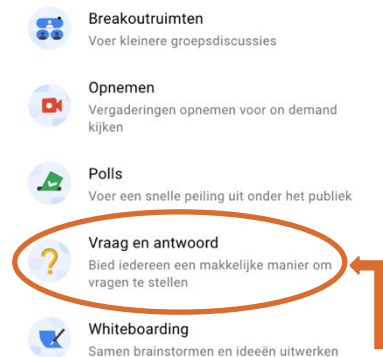 Breakoutruimten
Voer kleinere groepsdiscussies
Opnemen
Vergaderingen opnemen voor on demand
kijken
Polls
Voer een snelle peiling uit onder het publiek
Vraag en antwoord
Bied iedereen een makkelijke manier om
vragen te stellen
Whiteboarding
Samen brainstormen en ideeën uitwerken